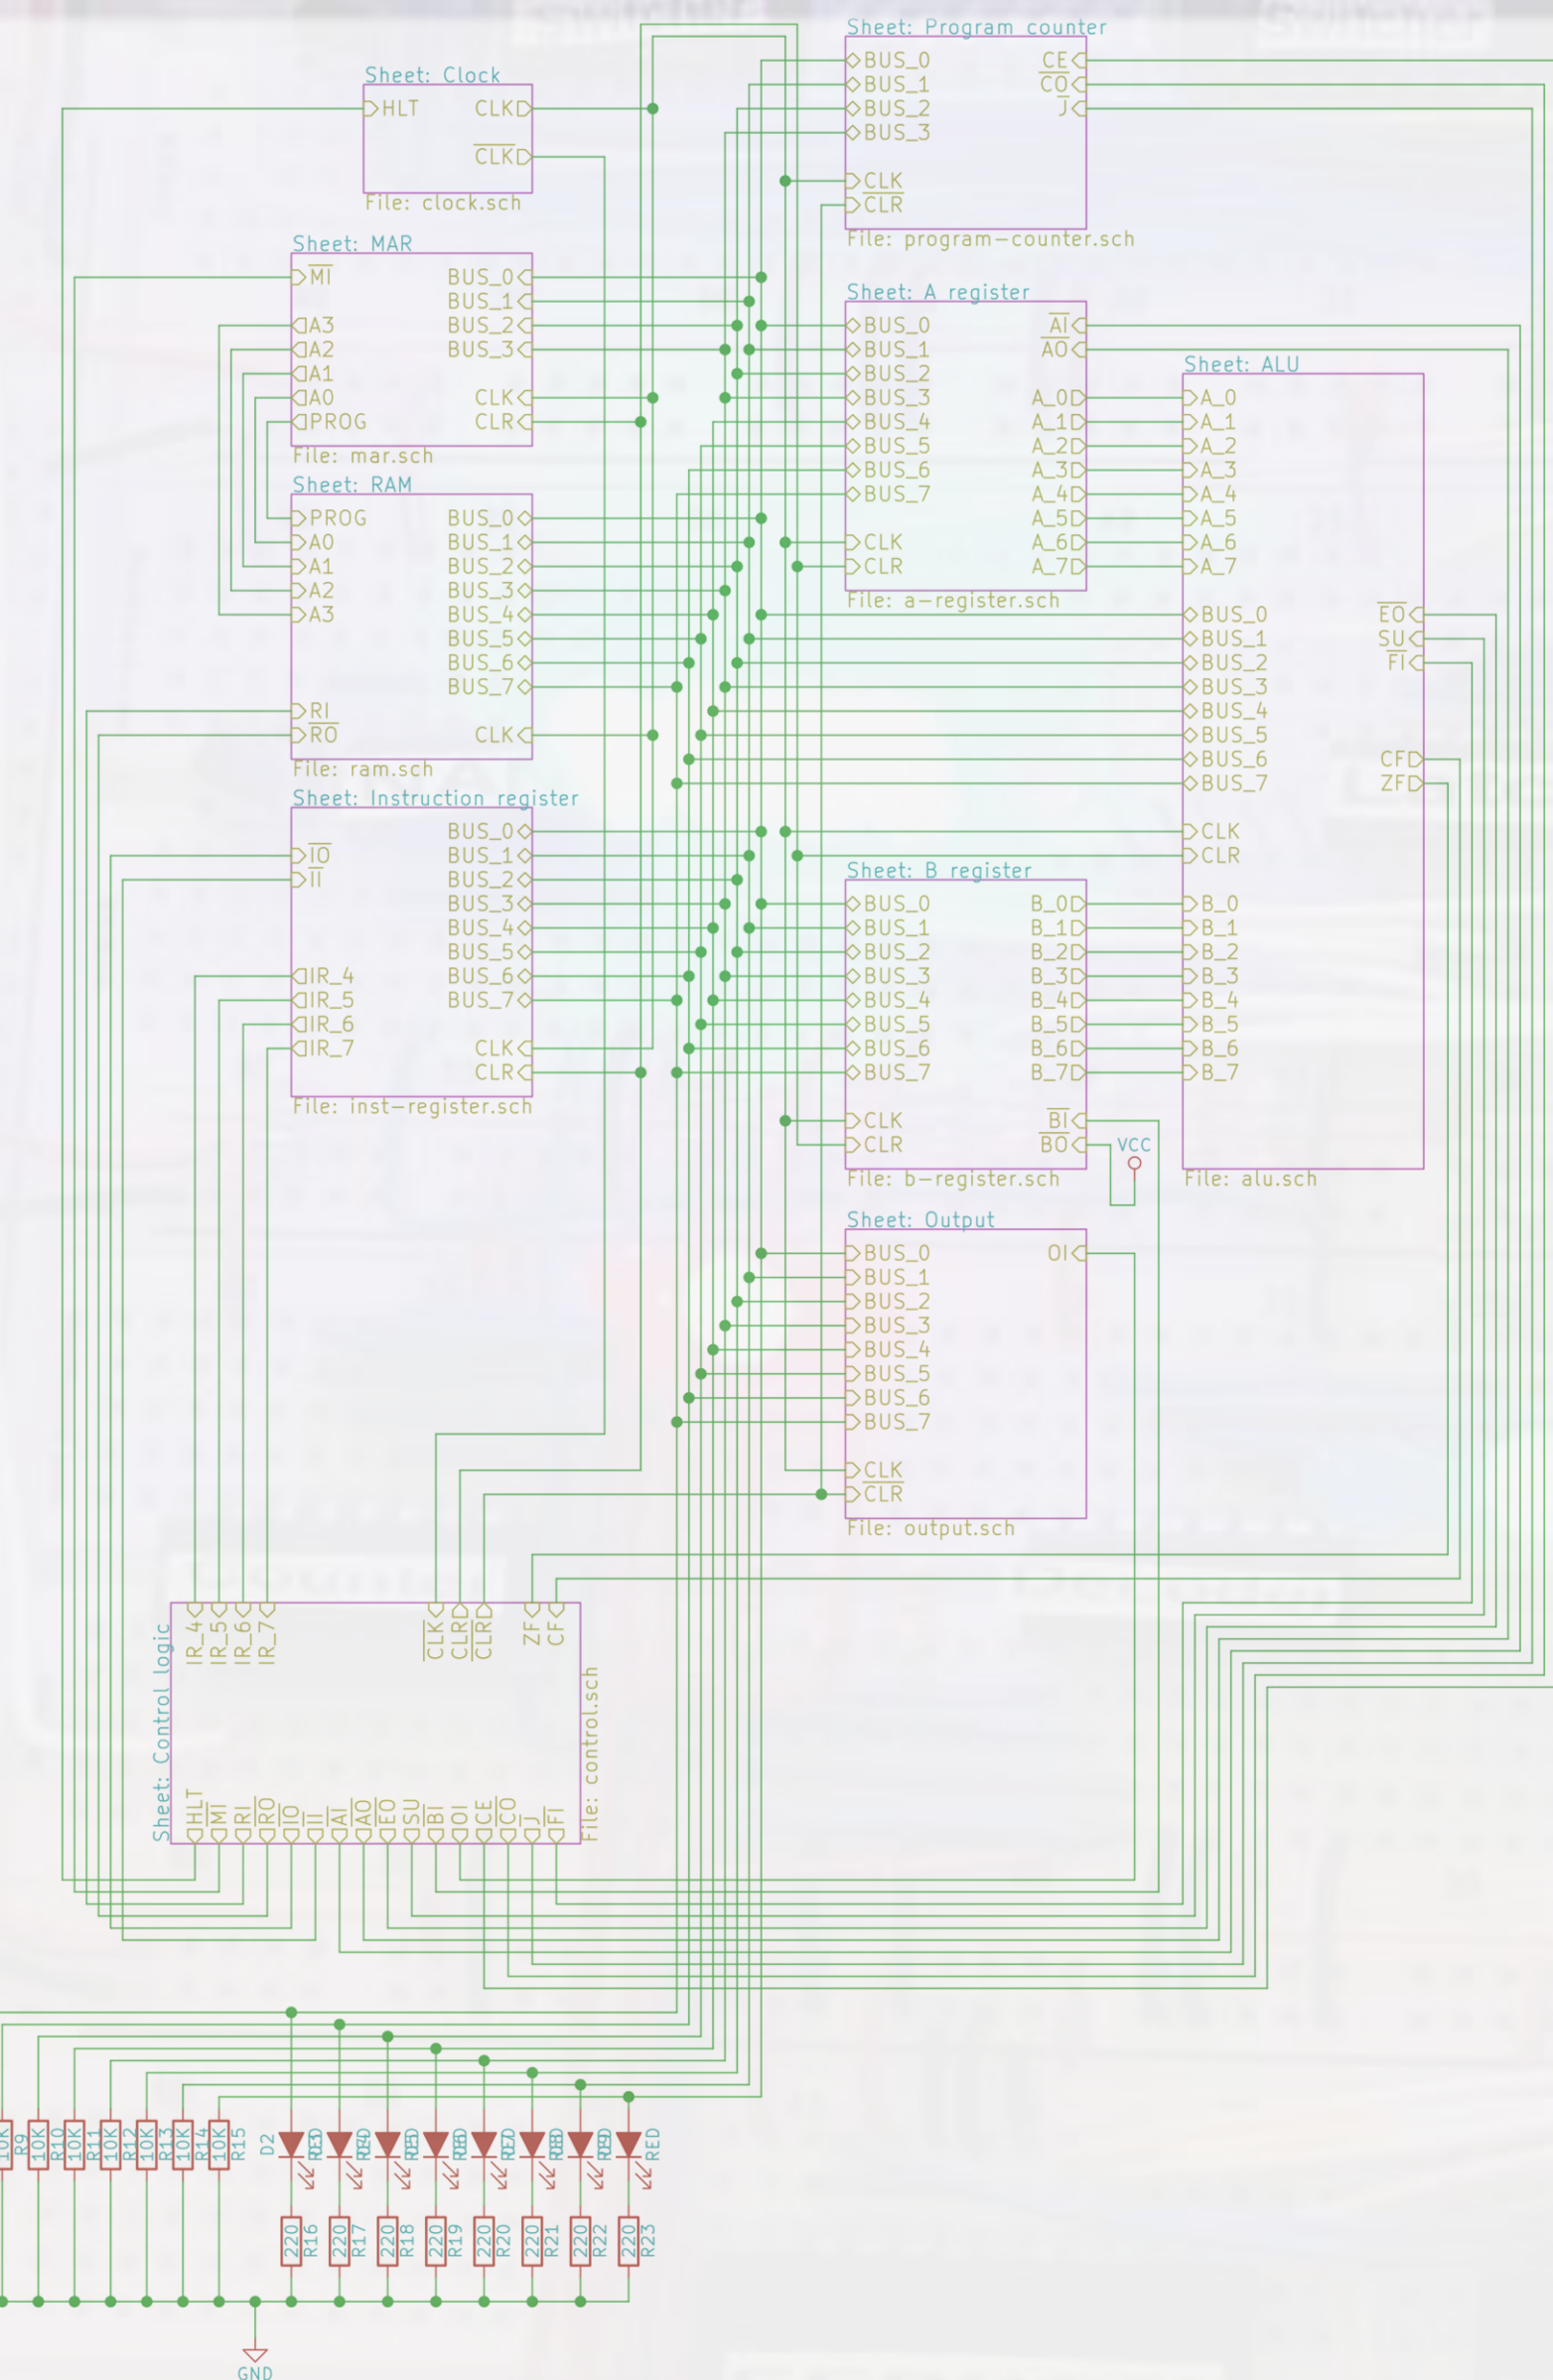 Sheet: Clock
HLT
CLK
CLK
File: clock.sch
Sheet: MAR
MI
A3
A2
A1
A0
PROG
BUS_0
BUS_1
BUS_2
BUS_3
CLK
CLR
File: mar.sch
Sheet: RAM
PROG
A0
A1
A2
A3
RI
RO
BUS_0
BUS_1
BUS_2
BUS_3
BUS_4
BUS_5
BUS_6
BUS_7
CLK
File: ram.sch
Sheet: Instruction register
IO
II
IR_4
IR_5
IR_6
IR_7
BUS_0
BUS_1
BUS_2
BUS_3
BUS_4
BUS_5
BUS_6
BUS_7
CLK
CLR
File: inst-register.sch
Sheet: Program counter
BUS_0
BUS_1
BUS_2
BUS_3
CLK
CLR
CE
CO
J
File: program-counter.sch
Sheet: A register
BUS_0
BUS_1
BUS_2
BUS_3
BUS_4
BUS_5
BUS_6
BUS_7
CLK
CLR
AI
AO
A_0
A_1
A_2
A_3
A_4
A_5
A_6
A_7
File: a-register.sch
Sheet: ALU
A_0
A_1
A_2
A_3
A_4
A_5
A_6
A_7
BUS_0
BUS_1
BUS_2
BUS_3
BUS_4
BUS_5
BUS_6
BUS_7
CLK
CLR
B_0
B_1
B_2
B_3
B_4
B_5
B_6
B_7
EO
SU
FI
CF
ZF
File: alu.sch
Sheet: B register
BUS_0
BUS_1
BUS_2
BUS_3
BUS_4
BUS_5
BUS_6
BUS_7
CLK
CLR
B_0
B_1
B_2
B_3
B_4
B_5
B_6
B_7
BI
BO
VCC
File: b-register.sch
Sheet: Output
BUS_0
BUS_1
BUS_2
BUS_3
BUS_4
BUS_5
BUS_6
BUS_7
CLK
CLR
OI
File: output.sch
Sheet: Control logic
IR_4
IR_5
IR_6
IR_7
CLK
CLR
CLR
ZF
CF
HLT
MI
RI
RO
IO
II
AI
AO
EO
SU
BI
OI
CE
CO
J
FI
File: control.sch
10K
R9
10K
R10
10K
R11
10K
R12
10K
R13
10K
R14
10K
R15
D2
RED
220
R16
220
R17
220
R18
220
R19
220
R20
220
R21
220
R22
220
R23
GND